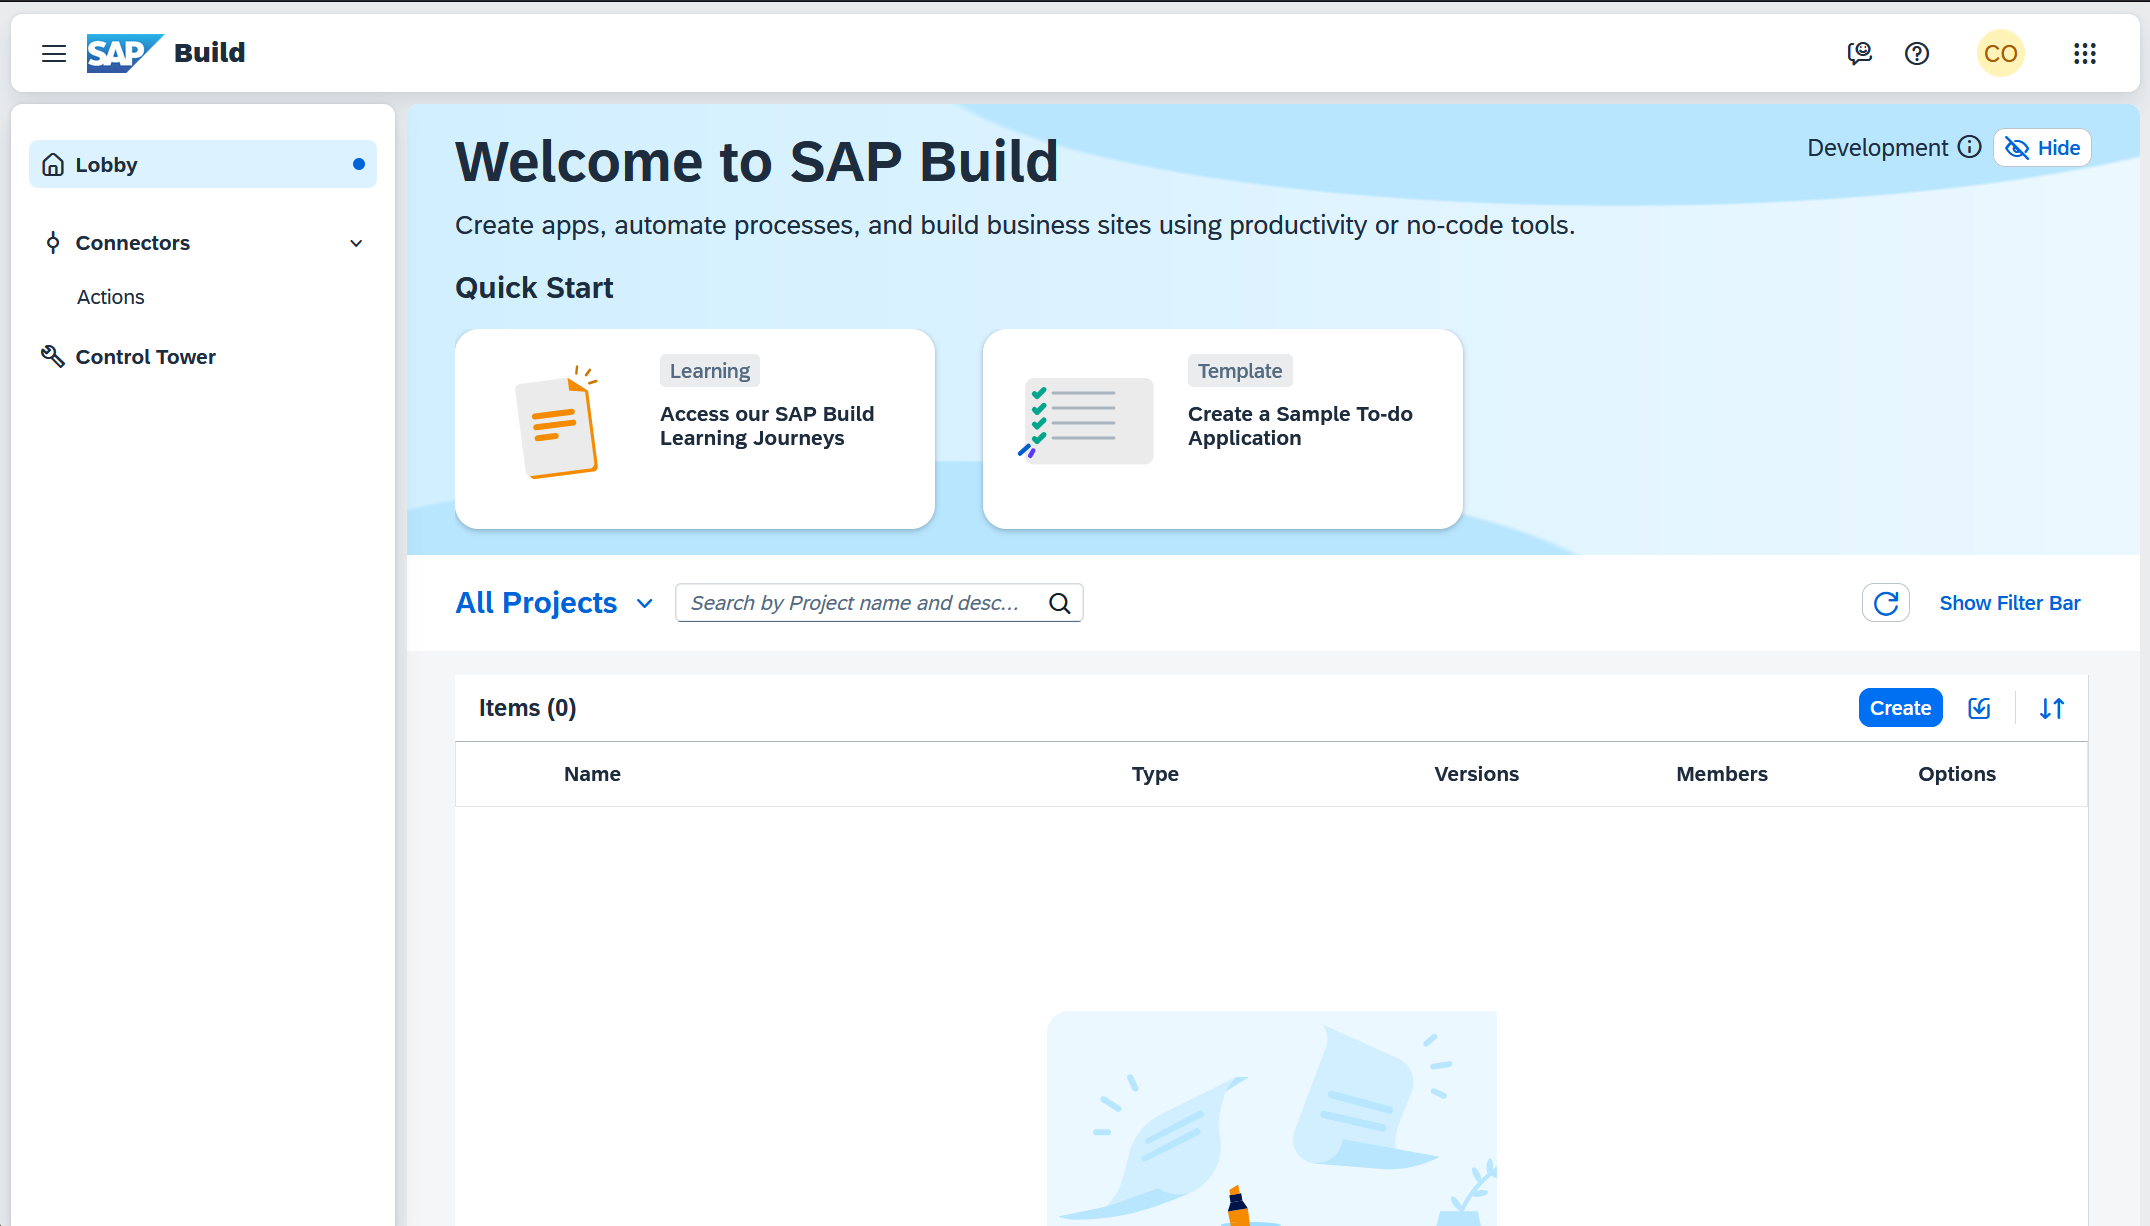 SAP Build
CO
Lobby
Connectors
Actions
Control Tower
Welcome to SAP Build
Development
Hide
Create apps, automate processes, and build business sites using productivity or no-code tools.
Quick Start
Learning
Access our SAP Build
Learning Journeys
Template
Create a Sample To-do
Application
All Projects
Search by Project name and desc...
Show Filter Bar
Items (0)
Create
Name Type Versions Members Options